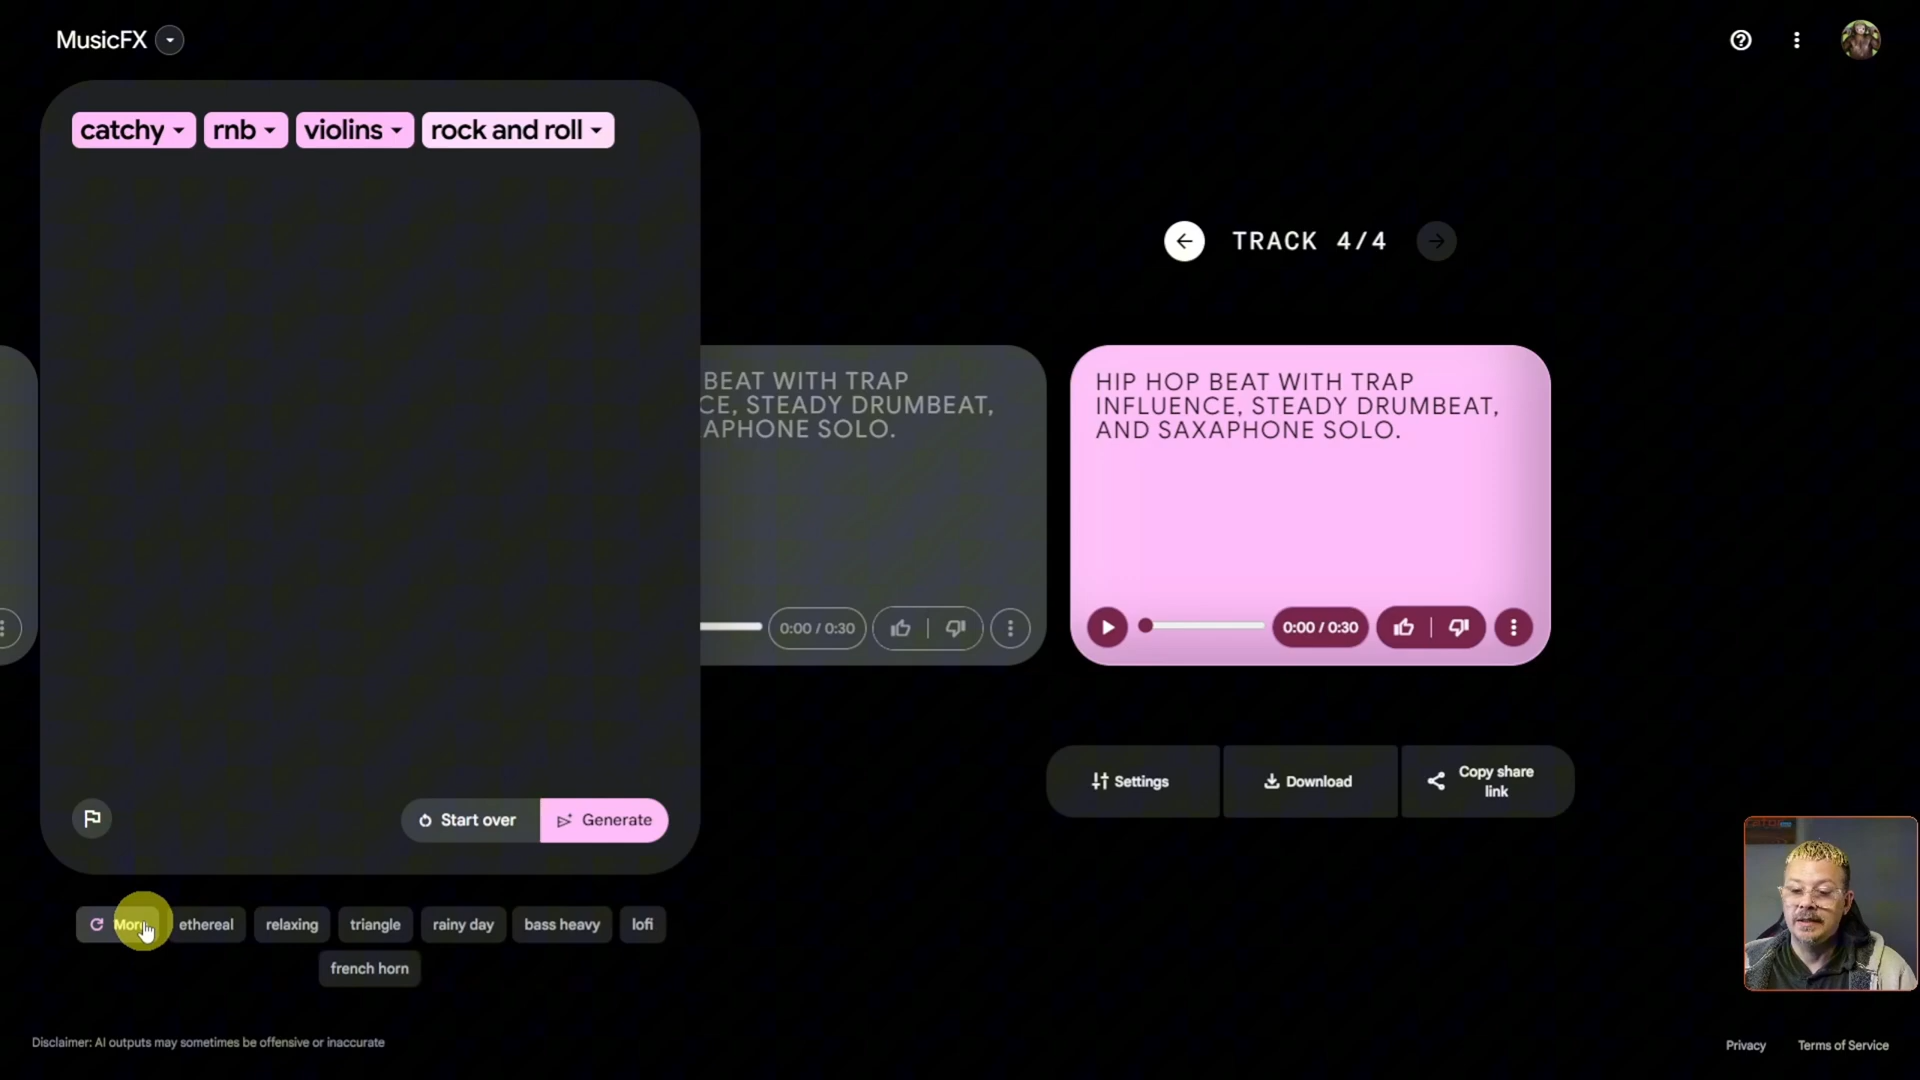 MusicFX
catchy rnb violins rock and roll
TRACK 4/4
BEAT WITH TRAP
CE, STEADY DRUMBEAT,
APHONE SOLO.
0:00 / 0:30
HIP HOP BEAT WITH TRAP
INFLUENCE, STEADY DRUMBEAT,
AND SAXAPHONE SOLO.
0:00 / 0:30
Settings
Download
Copy share
link
Start over
Generate
More ethereal relaxing triangle rainy day bass heavy lofi
french horn
Disclaimer: AI outputs may sometimes be offensive or inaccurate
Privacy Terms of Service